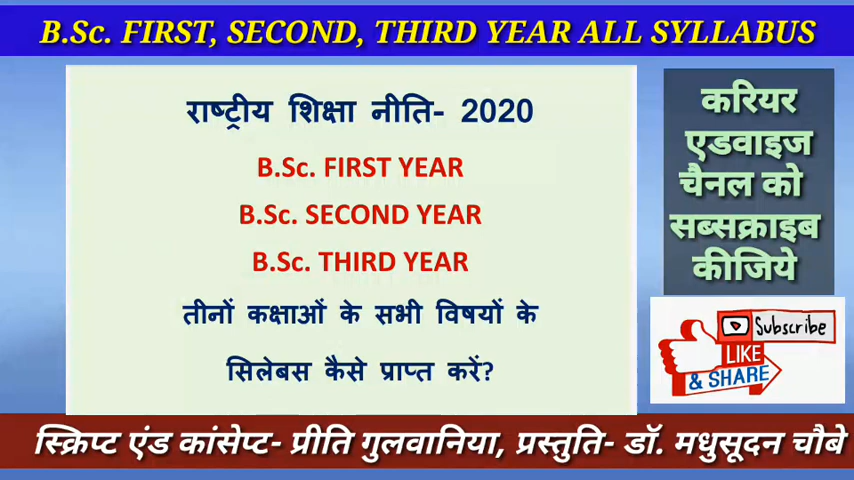 B.Sc. FIRST, SECOND, THIRD YEAR ALL SYLLABUS
राष्ट्रीय शिक्षा नीति- 2020
B.Sc. FIRST YEAR
B.Sc. SECOND YEAR
B.Sc. THIRD YEAR
तीनों कक्षाओं के सभी विषयों के
सिलेबस कैसे प्राप्त करें?
करियर
एडवाइज
चैनल को
सब्सक्राइब
कीजिये
Subscribe
LIKE
& SHARE
स्क्रिप्ट एंड कांसेप्ट- प्रीति गुलवानिया, प्रस्तुति- डॉ. मधुसूदन चौबे